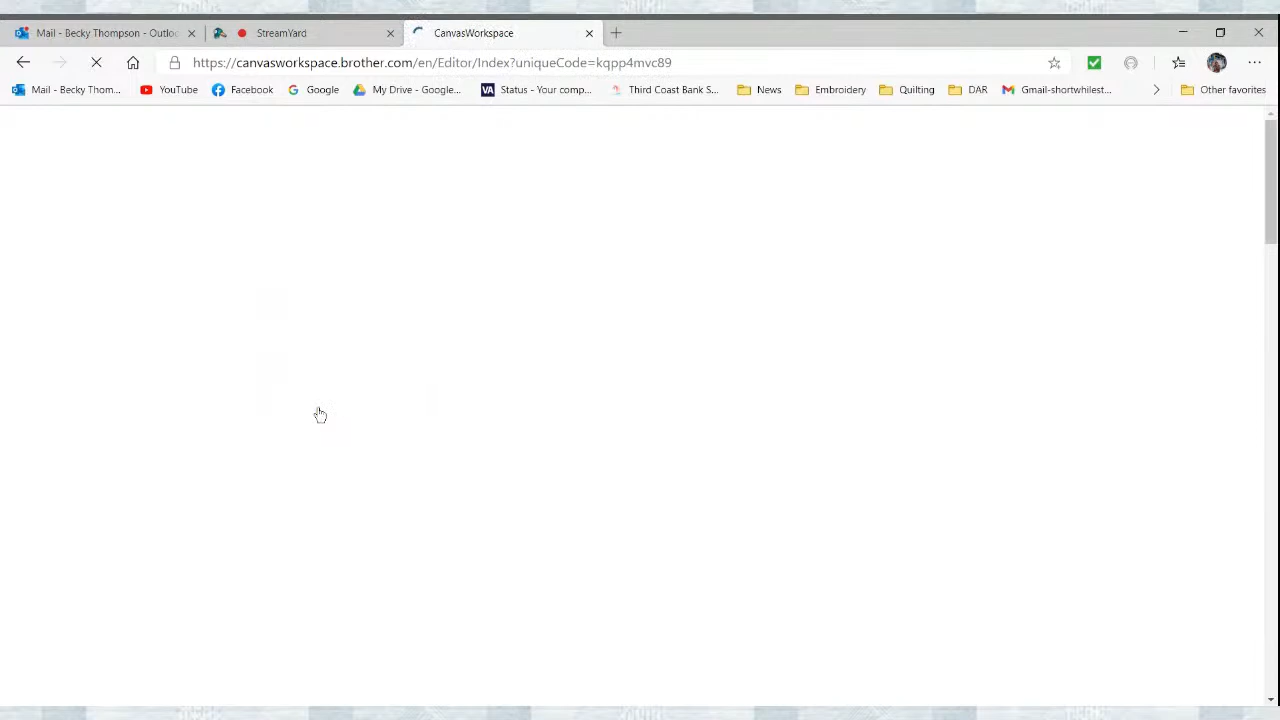 Mail - Becky Thompson - Outlo
StreamYard
CanvasWorkspace
https://canvasworkspace.brother.com/en/Editor/Index?uniqueCode=kqpp4mvc89
Mail - Becky Thom... YouTube Facebook Google My Drive - Google... VA Status - Your comp... Third Coast Bank S... News Embroidery Quilting DAR Gmail-shortwhilest... Other favorites